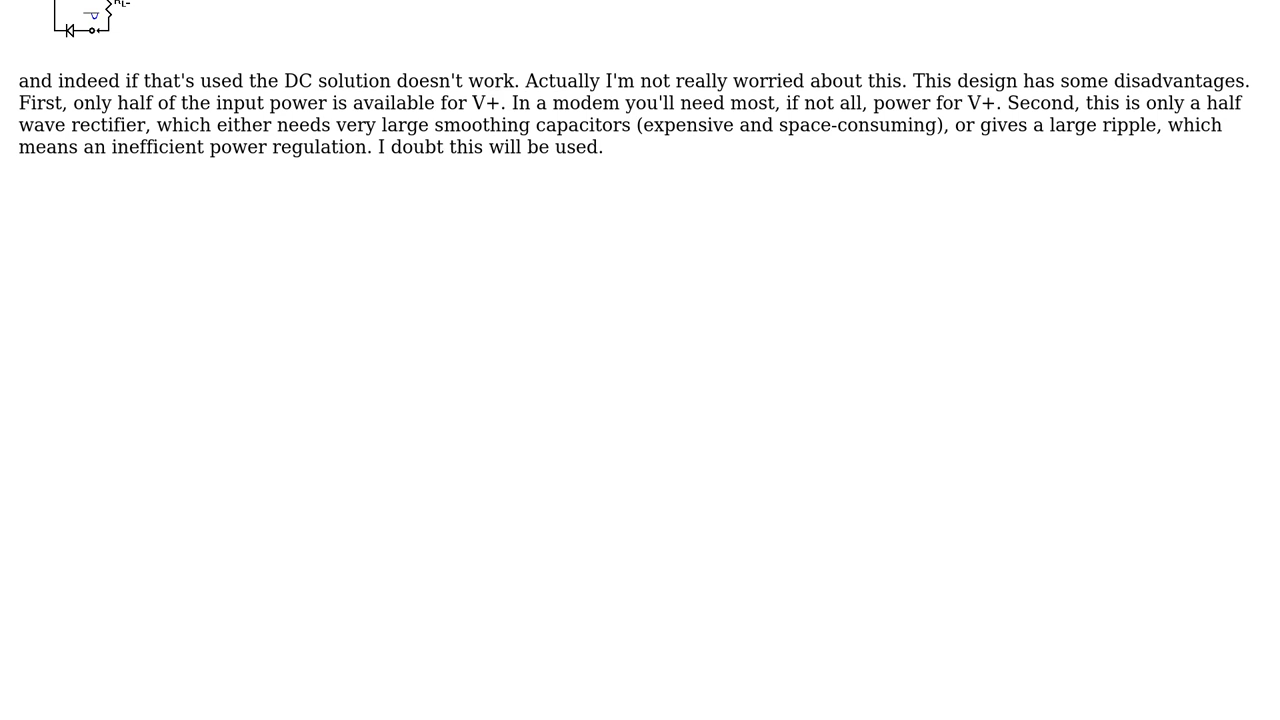 RL-
and indeed if that's used the DC solution doesn't work. Actually I'm not really worried about this. This design has some disadvantages.
First, only half of the input power is available for V+. In a modem you'll need most, if not all, power for V+. Second, this is only a half
wave rectifier, which either needs very large smoothing capacitors (expensive and space-consuming), or gives a large ripple, which
means an inefficient power regulation. I doubt this will be used.